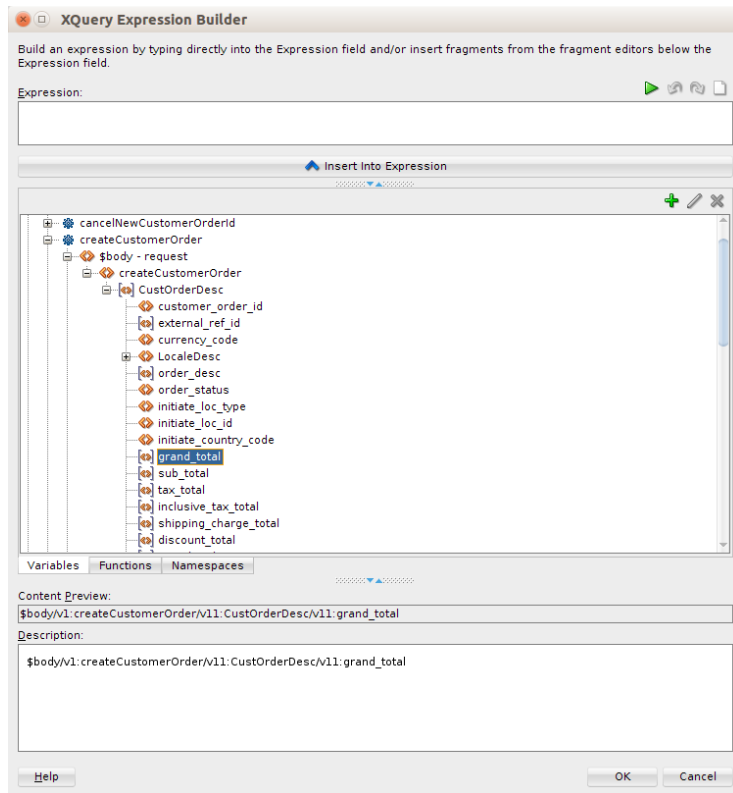 XQuery Expression Builder
Build an expression by typing directly into the Expression field and/or insert fragments from the fragment editors below the
Expression field.
Expression:
Insert Into Expression
cancelNewCustomerOrderId
createCustomerOrder
$body - request
createCustomerOrder
CustOrderDesc
customer_order_id
external_ref_id
currency_code
LocaleDesc
order_desc
order_status
initiate_loc_type
initiate_loc_id
initiate_country_code
grand_total
sub_total
tax_total
inclusive_tax_total
shipping_charge_total
discount_total
Variables Functions Namespaces
Content Preview:
$body/v1:createCustomerOrder/v11:CustOrderDesc/v11:grand_total
Description:
$body/v1:createCustomerOrder/v11:CustOrderDesc/v11:grand_total
Help OK Cancel